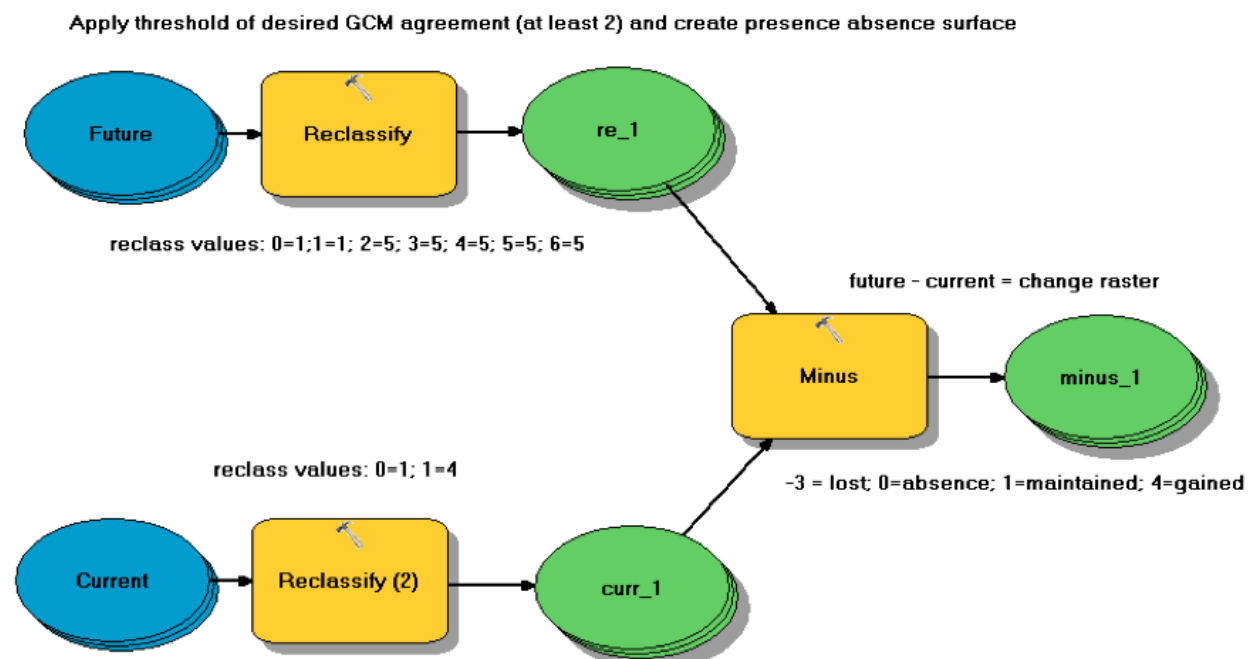 Apply threshold of desired GCM agreement (at least 2) and create presence absence surface
Future
Reclassify
re_1
reclass values: 0=1;1=1; 2=5; 3=5; 4=5; 5=5; 6=5
future - current = change raster
Minus
minus_1
reclass values: 0=1; 1=4
-3 = lost; 0=absence; 1=maintained; 4=gained
Current
Reclassify (2)
curr_1